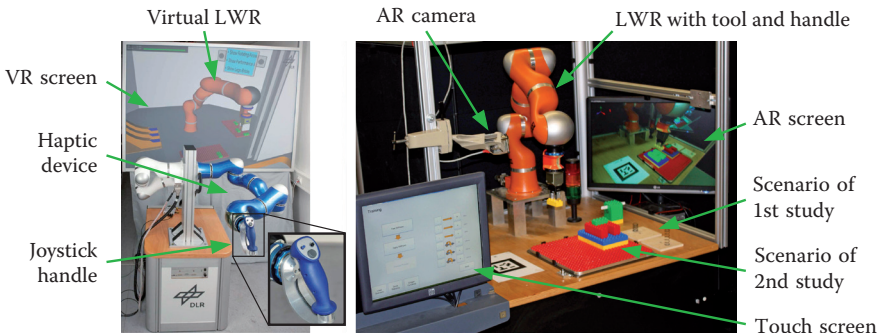 Virtual LWR
AR camera
LWR with tool and handle
VR screen
Haptic
device
Joystick
handle
DLR
AR screen
Scenario of
1st study
Scenario of
2nd study
Touch screen
Training